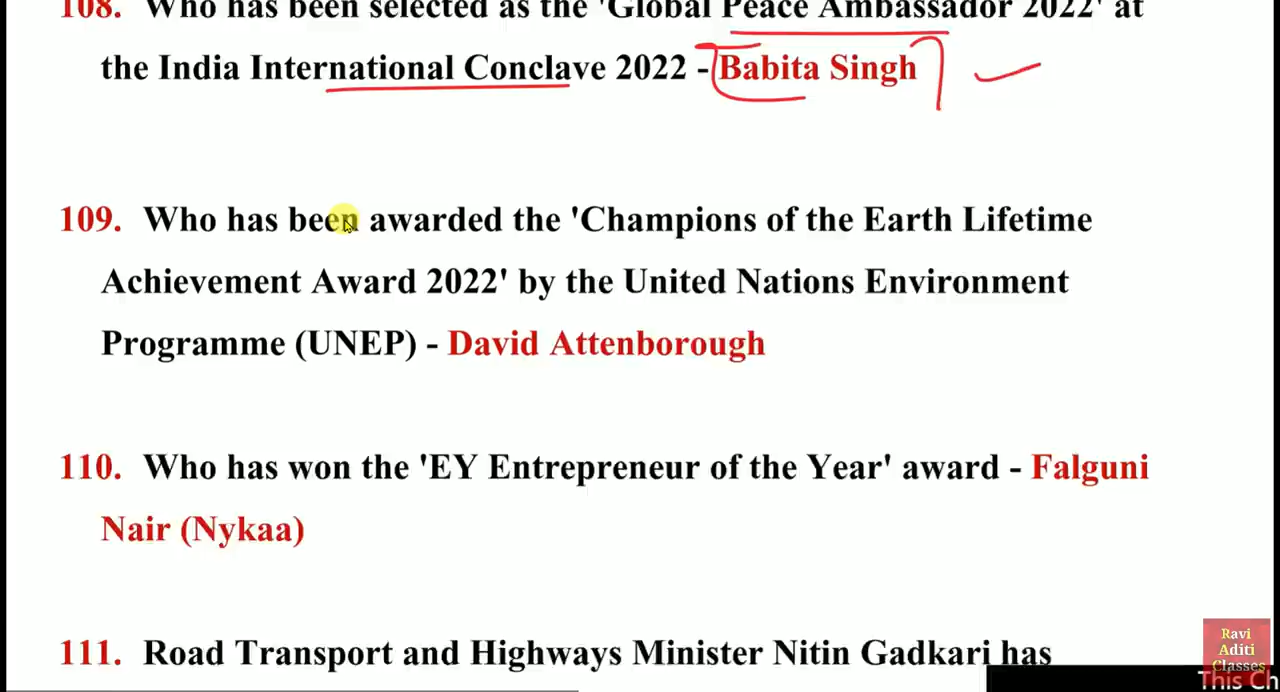 108. Who has been selected as the 'Global Peace Ambassador 2022' at
the India International Conclave 2022 - Babita Singh
109. Who has been awarded the 'Champions of the Earth Lifetime
Achievement Award 2022' by the United Nations Environment
Programme (UNEP) - David Attenborough
110. Who has won the 'EY Entrepreneur of the Year' award - Falguni
Nair (Nykaa)
111. Road Transport and Highways Minister Nitin Gadkari has
Ravi
Aditi
Classes
This Ch